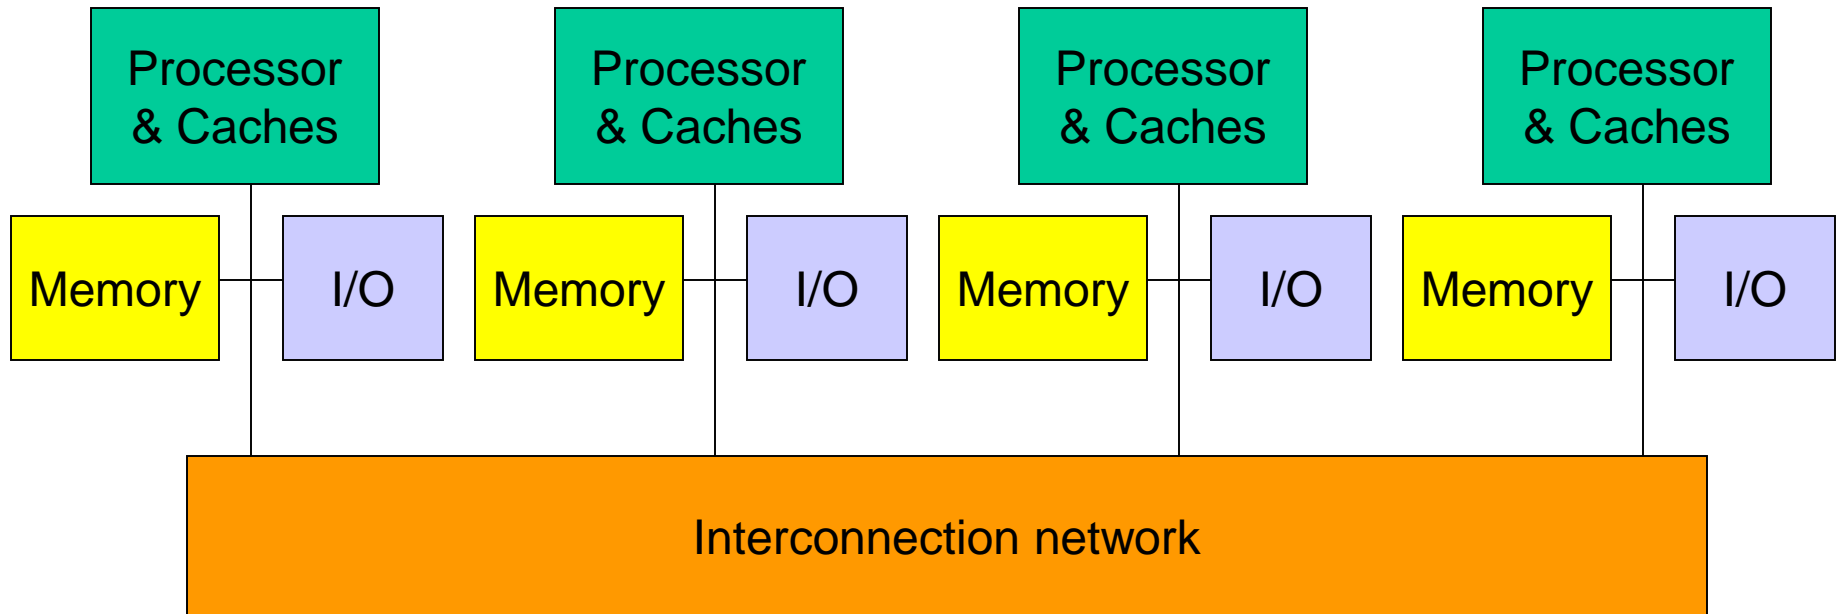 Processor
& Caches
Processor
& Caches
Processor
& Caches
Processor
& Caches
Memory
I/O
Memory
I/O
Memory
I/O
Memory
I/O
Interconnection network